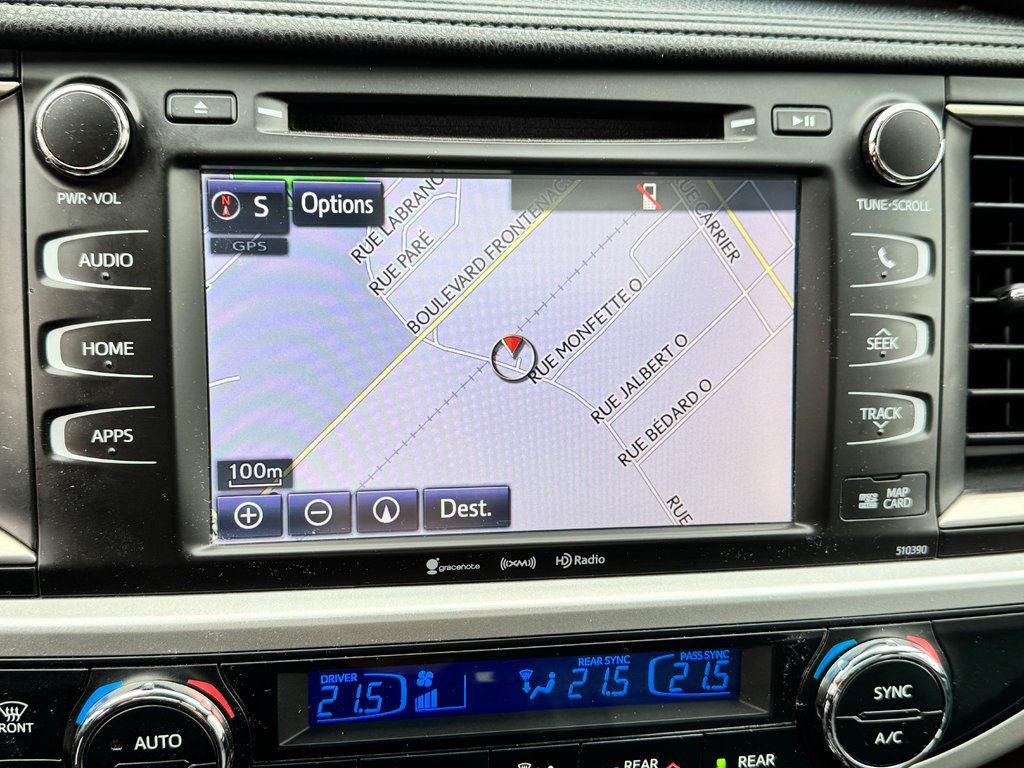 PWR·VOL
TUNE·SCROLL
AUDIO
HOME
APPS
SEEK
TRACK
MAP
CARD
510390
N
S
Options
GPS
RUE LABRANC
RUE PARÉ
BOULEVARD FRONTENAC
RUE CARRIER
RUE MONFETTE O
RUE JALBERT O
RUE BÉDARD O
RUE
100m
Dest.
gracenote
((XM))
HD Radio
DRIVER
21.5
REAR SYNC
21.5
PASS SYNC
21.5
FRONT
AUTO
SYNC
A/C
REAR
REAR